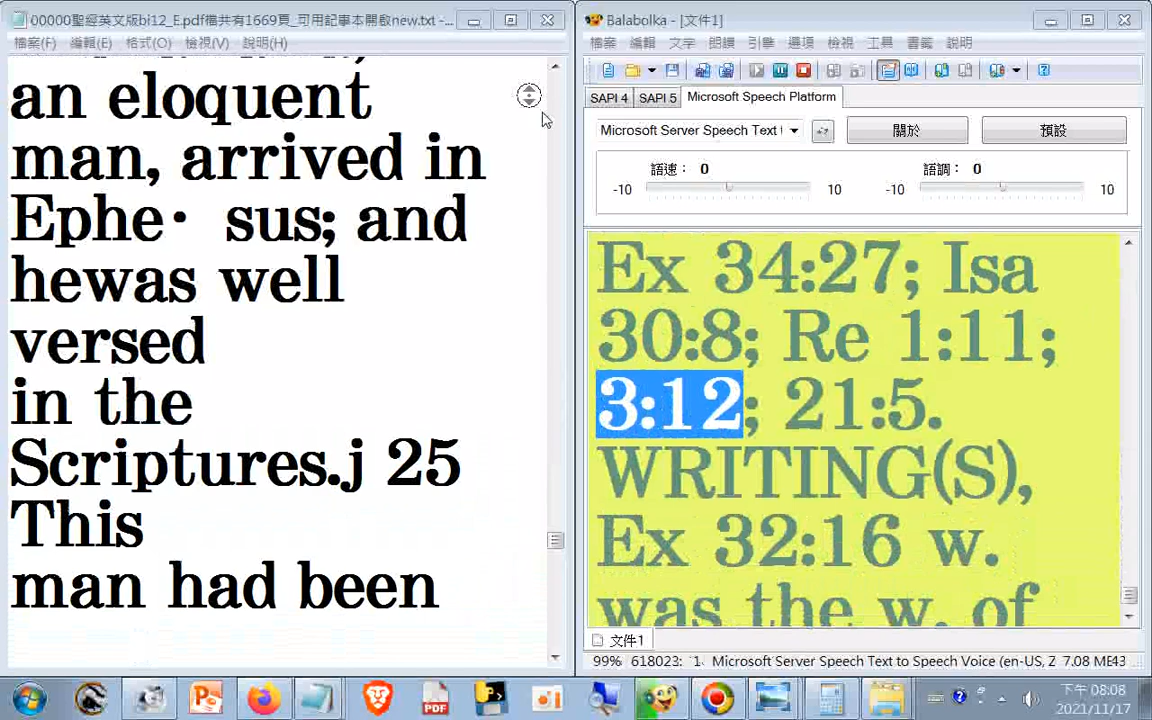 00000聖經英文版bi12_E.pdf檔共有1669頁_可用記事本開啟new.txt -...
檔案(F) 編輯(E) 格式(O) 檢視(V) 說明(H)
an eloquent
man, arrived in
Ephe· sus; and
hewas well
versed
in the
Scriptures.j 25
This
man had been
Balabolka - [文件1]
檔案 編輯 文字 朗讀 引擎 選項 檢視 工具 書籤 說明
SAPI 4 SAPI 5 Microsoft Speech Platform
Microsoft Server Speech Text
關於 預設
語速: 0 語調: 0
-10 10 -10 10
Ex 34:27; Isa
30:8; Re 1:11;
3:12; 21:5.
WRITING(S),
Ex 32:16 w.
was the w. of
文件1
99% 618023: 1 Microsoft Server Speech Text to Speech Voice (en-US, Z 7.08 ME43
PDF
下午 08:08
2021/11/17